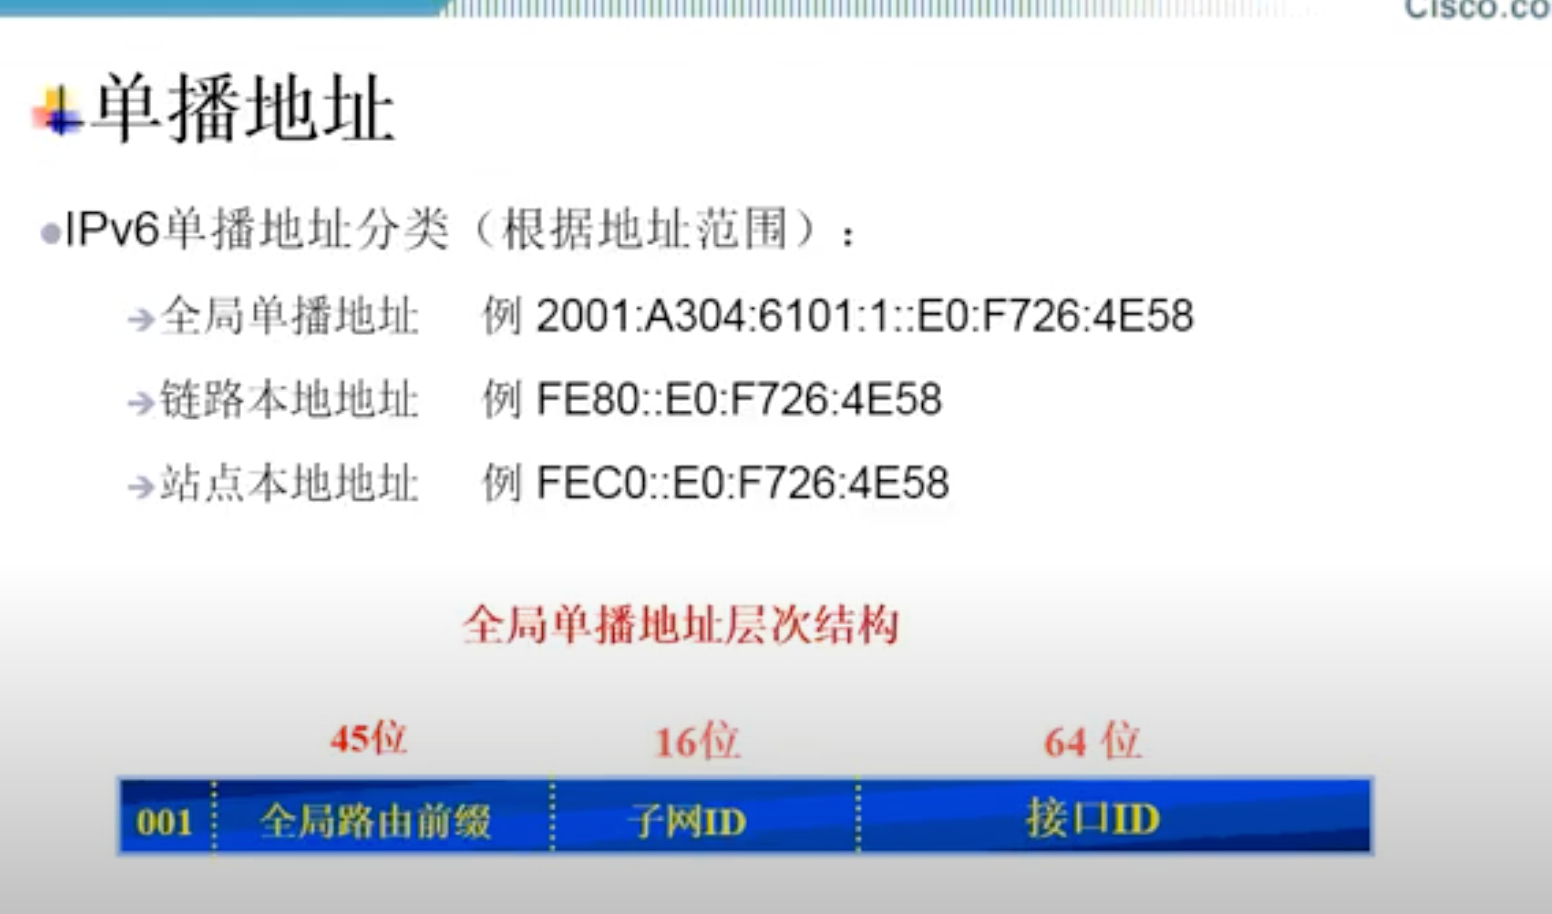 Cisco.co
单播地址
IPv6单播地址分类（根据地址范围）：
全局单播地址 例 2001:A304:6101:1::E0:F726:4E58
链路本地地址 例 FE80::E0:F726:4E58
站点本地地址 例 FEC0::E0:F726:4E58
全局单播地址层次结构
45位 16位 64 位
001 全局路由前缀 子网ID 接口ID